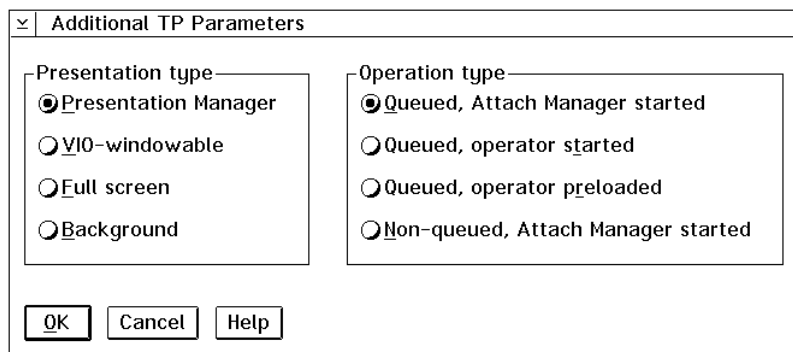 Additional TP Parameters
Presentation type
Presentation Manager
VIO-windowable
Full screen
Background
Operation type
Queued, Attach Manager started
Queued, operator started
Queued, operator preloaded
Non-queued, Attach Manager started
OK Cancel Help